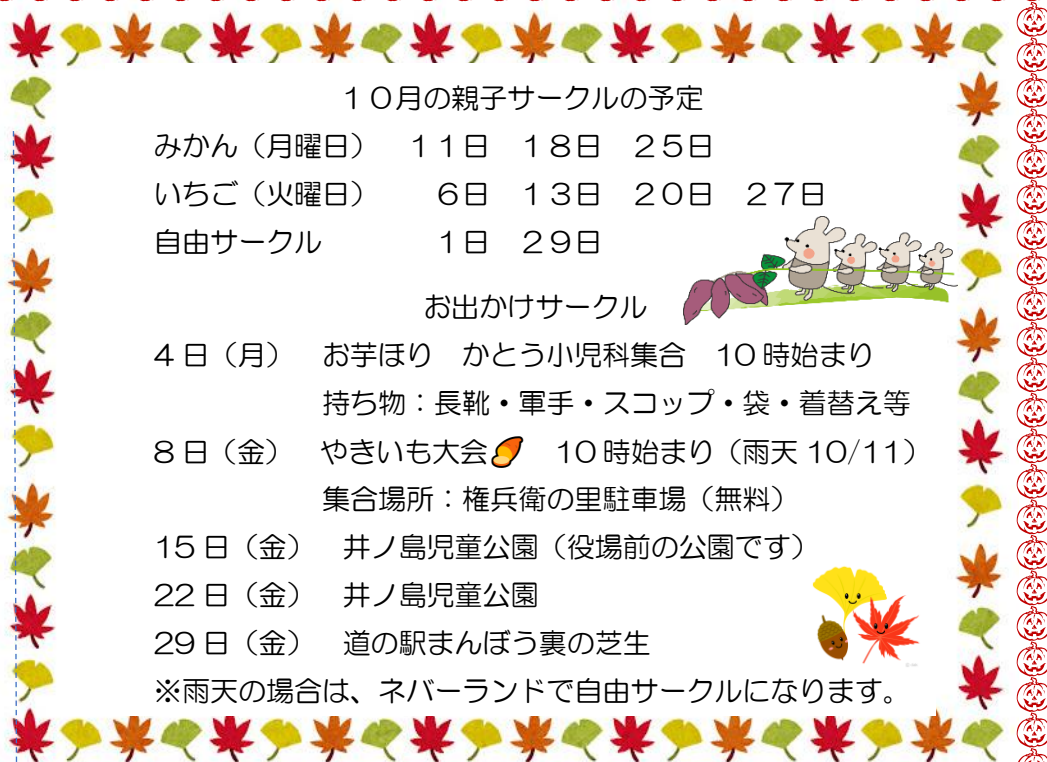 １０月の親子サークルの予定
みかん（月曜日）　１１日　１８日　２５日
いちご（火曜日）　６日　１３日　２０日　２７日
自由サークル　１日　２９日
お出かけサークル
４日（月）　お芋ほり　かとう小児科集合　10時始まり
持ち物：長靴・軍手・スコップ・袋・着替え等
８日（金）　やきいも大会　10時始まり（雨天10/11）
集合場所：権兵衛の里駐車場（無料）
15日（金）　井ノ島児童公園（役場前の公園です）
22日（金）　井ノ島児童公園
29日（金）　道の駅まんぼう裏の芝生
※雨天の場合は、ネバーランドで自由サークルになります。